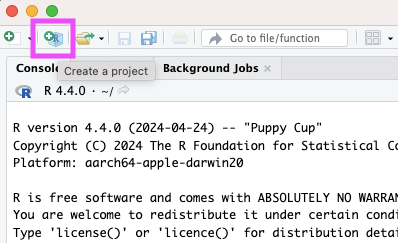 Go to file/function
Create a project
Background Jobs
R 4.4.0 · ~/
R version 4.4.0 (2024-04-24) -- "Puppy Cup"
Copyright (C) 2024 The R Foundation for Statistical Co
Platform: aarch64-apple-darwin20
R is free software and comes with ABSOLUTELY NO WARRAN
You are welcome to redistribute it under certain condi
Type 'license()' or 'licence()' for distribution detai